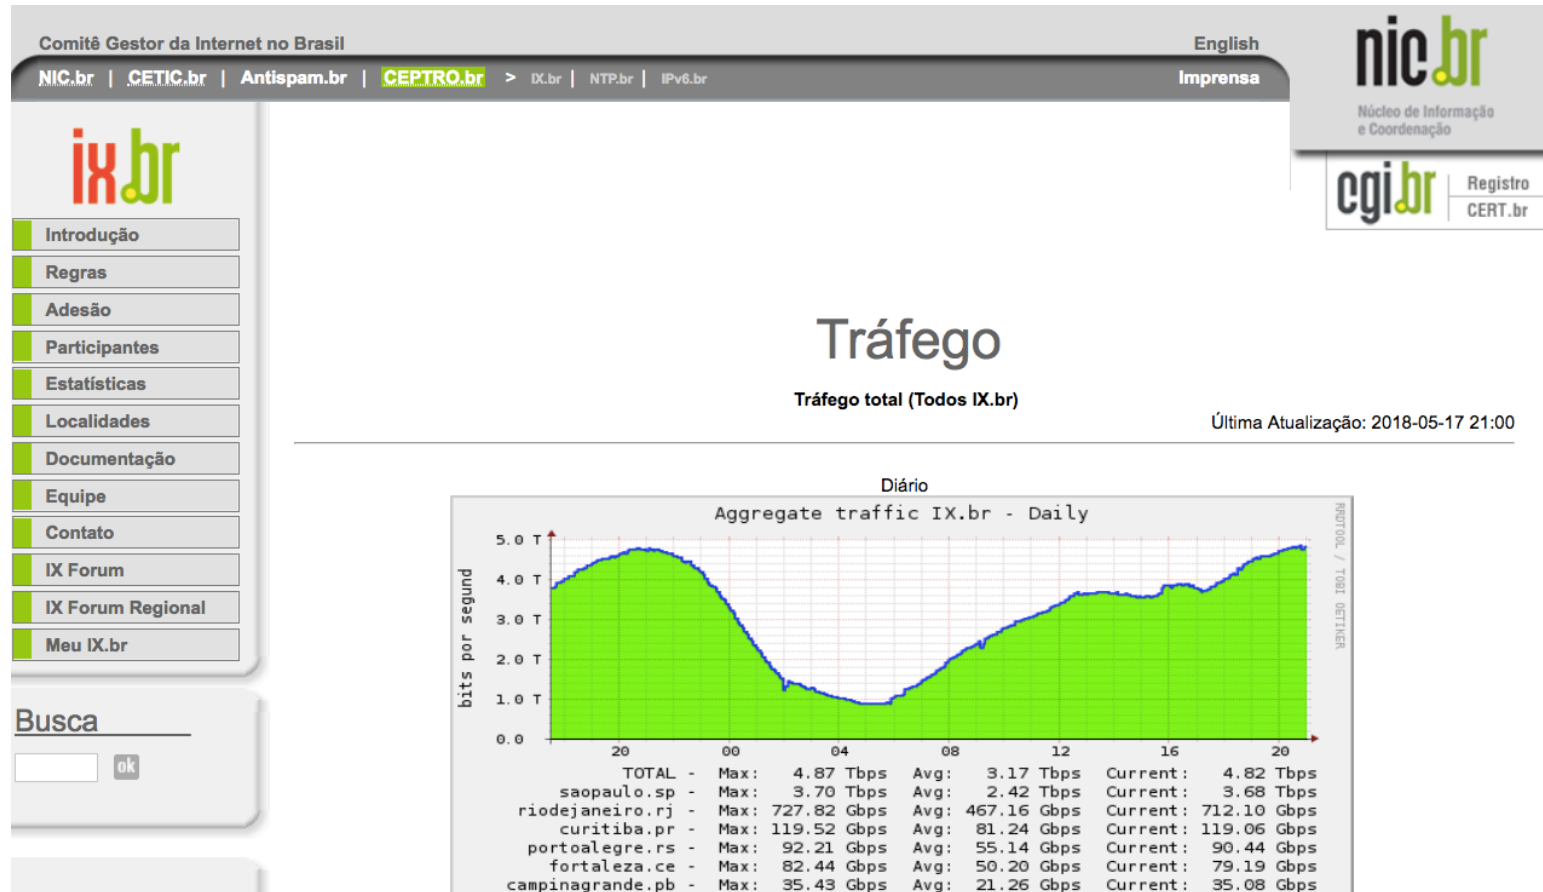 Comitê Gestor da Internet no Brasil
English
NIC.br | CETIC.br | Antispam.br | CEPTRO.br > IX.br | NTP.br | IPv6.br
Imprensa
nic.br
Núcleo de Informação
e Coordenação
cgi.br
Registro
CERT.br
ix.br
Introdução
Regras
Adesão
Participantes
Estatísticas
Localidades
Documentação
Equipe
Contato
IX Forum
IX Forum Regional
Meu IX.br
Busca
ok
Tráfego
Tráfego total (Todos IX.br)
Última Atualização: 2018-05-17 21:00
Diário
Aggregate traffic IX.br - Daily
RRDTOOL / TOBI OETIKER
bits por segund
5.0 T
4.0 T
3.0 T
2.0 T
1.0 T
0.0
20 00 04 08 12 16 20
TOTAL - Max: 4.87 Tbps Avg: 3.17 Tbps Current: 4.82 Tbps
saopaulo.sp - Max: 3.70 Tbps Avg: 2.42 Tbps Current: 3.68 Tbps
riodejaneiro.rj - Max: 727.82 Gbps Avg: 467.16 Gbps Current: 712.10 Gbps
curitiba.pr - Max: 119.52 Gbps Avg: 81.24 Gbps Current: 119.06 Gbps
portoalegre.rs - Max: 92.21 Gbps Avg: 55.14 Gbps Current: 90.44 Gbps
fortaleza.ce - Max: 82.44 Gbps Avg: 50.20 Gbps Current: 79.19 Gbps
campinagrande.pb - Max: 35.43 Gbps Avg: 21.26 Gbps Current: 35.08 Gbps